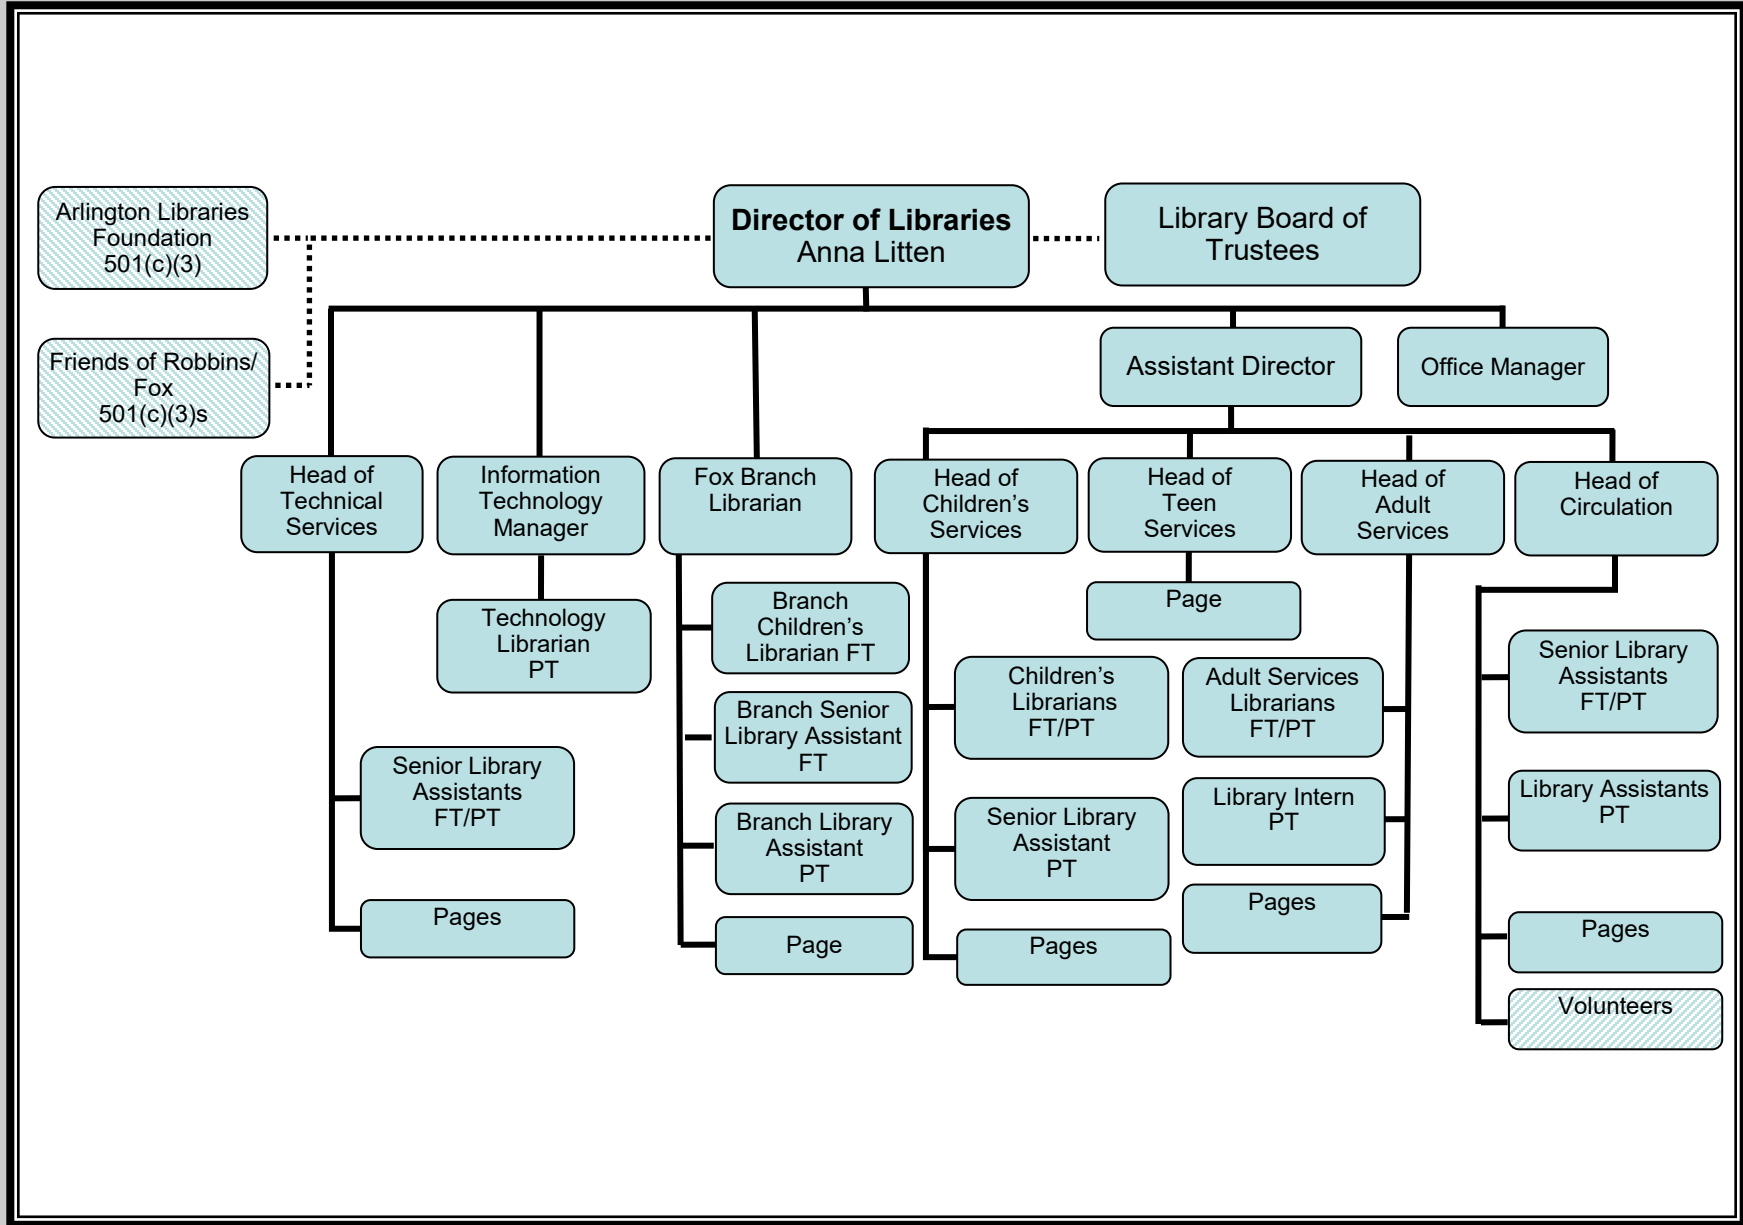 Arlington Libraries
Foundation
501(c)(3)
Director of Libraries
Anna Litten
Library Board of
Trustees
Friends of Robbins/
Fox
501(c)(3)s
Assistant Director
Office Manager
Head of
Technical
Services
Information
Technology
Manager
Fox Branch
Librarian
Head of
Children’s
Services
Head of
Teen
Services
Head of
Adult
Services
Head of
Circulation
Technology
Librarian
PT
Branch
Children’s
Librarian FT
Page
Senior Library
Assistants
FT/PT
Branch Senior
Library Assistant
FT
Children’s
Librarians
FT/PT
Adult Services
Librarians
FT/PT
Senior Library
Assistants
FT/PT
Branch Library
Assistant
PT
Senior Library
Assistant
PT
Library Intern
PT
Library Assistants
PT
Pages
Page
Pages
Pages
Pages
Volunteers